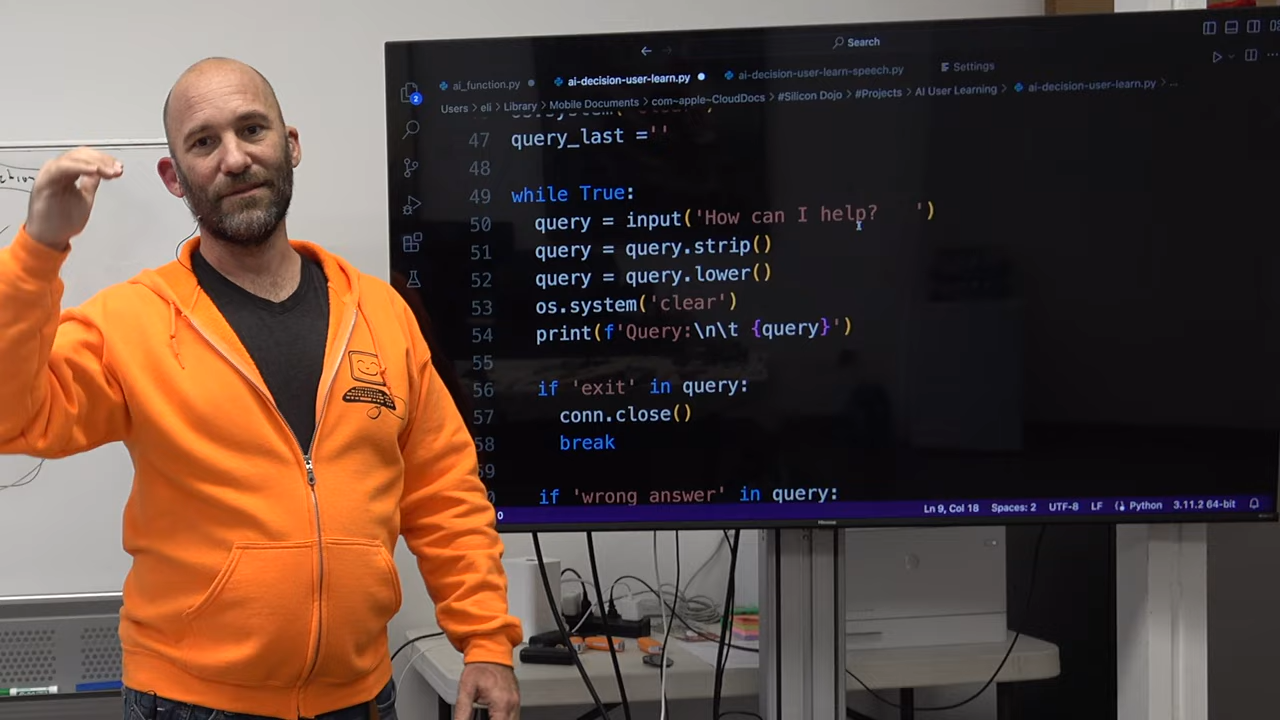 Search
ai_function.py
ai-decision-user-learn.py
ai-decision-user-learn-speech.py
Settings
Users > eli > Library > Mobile Documents > com~apple~CloudDocs > #Silicon Dojo > #Projects > AI User Learning > ai-decision-user-learn.py > ...
2
47 query_last =''
48
49 while True:
50 query = input('How can I help?   ')
51 query = query.strip()
52 query = query.lower()
53 os.system('clear')
54 print(f'Query:\n\t {query}')
55
56 if 'exit' in query:
57 conn.close()
58 break
59
if 'wrong answer' in query:
0
Ln 9, Col 18 Spaces: 2 UTF-8 LF Python 3.11.2 64-bit